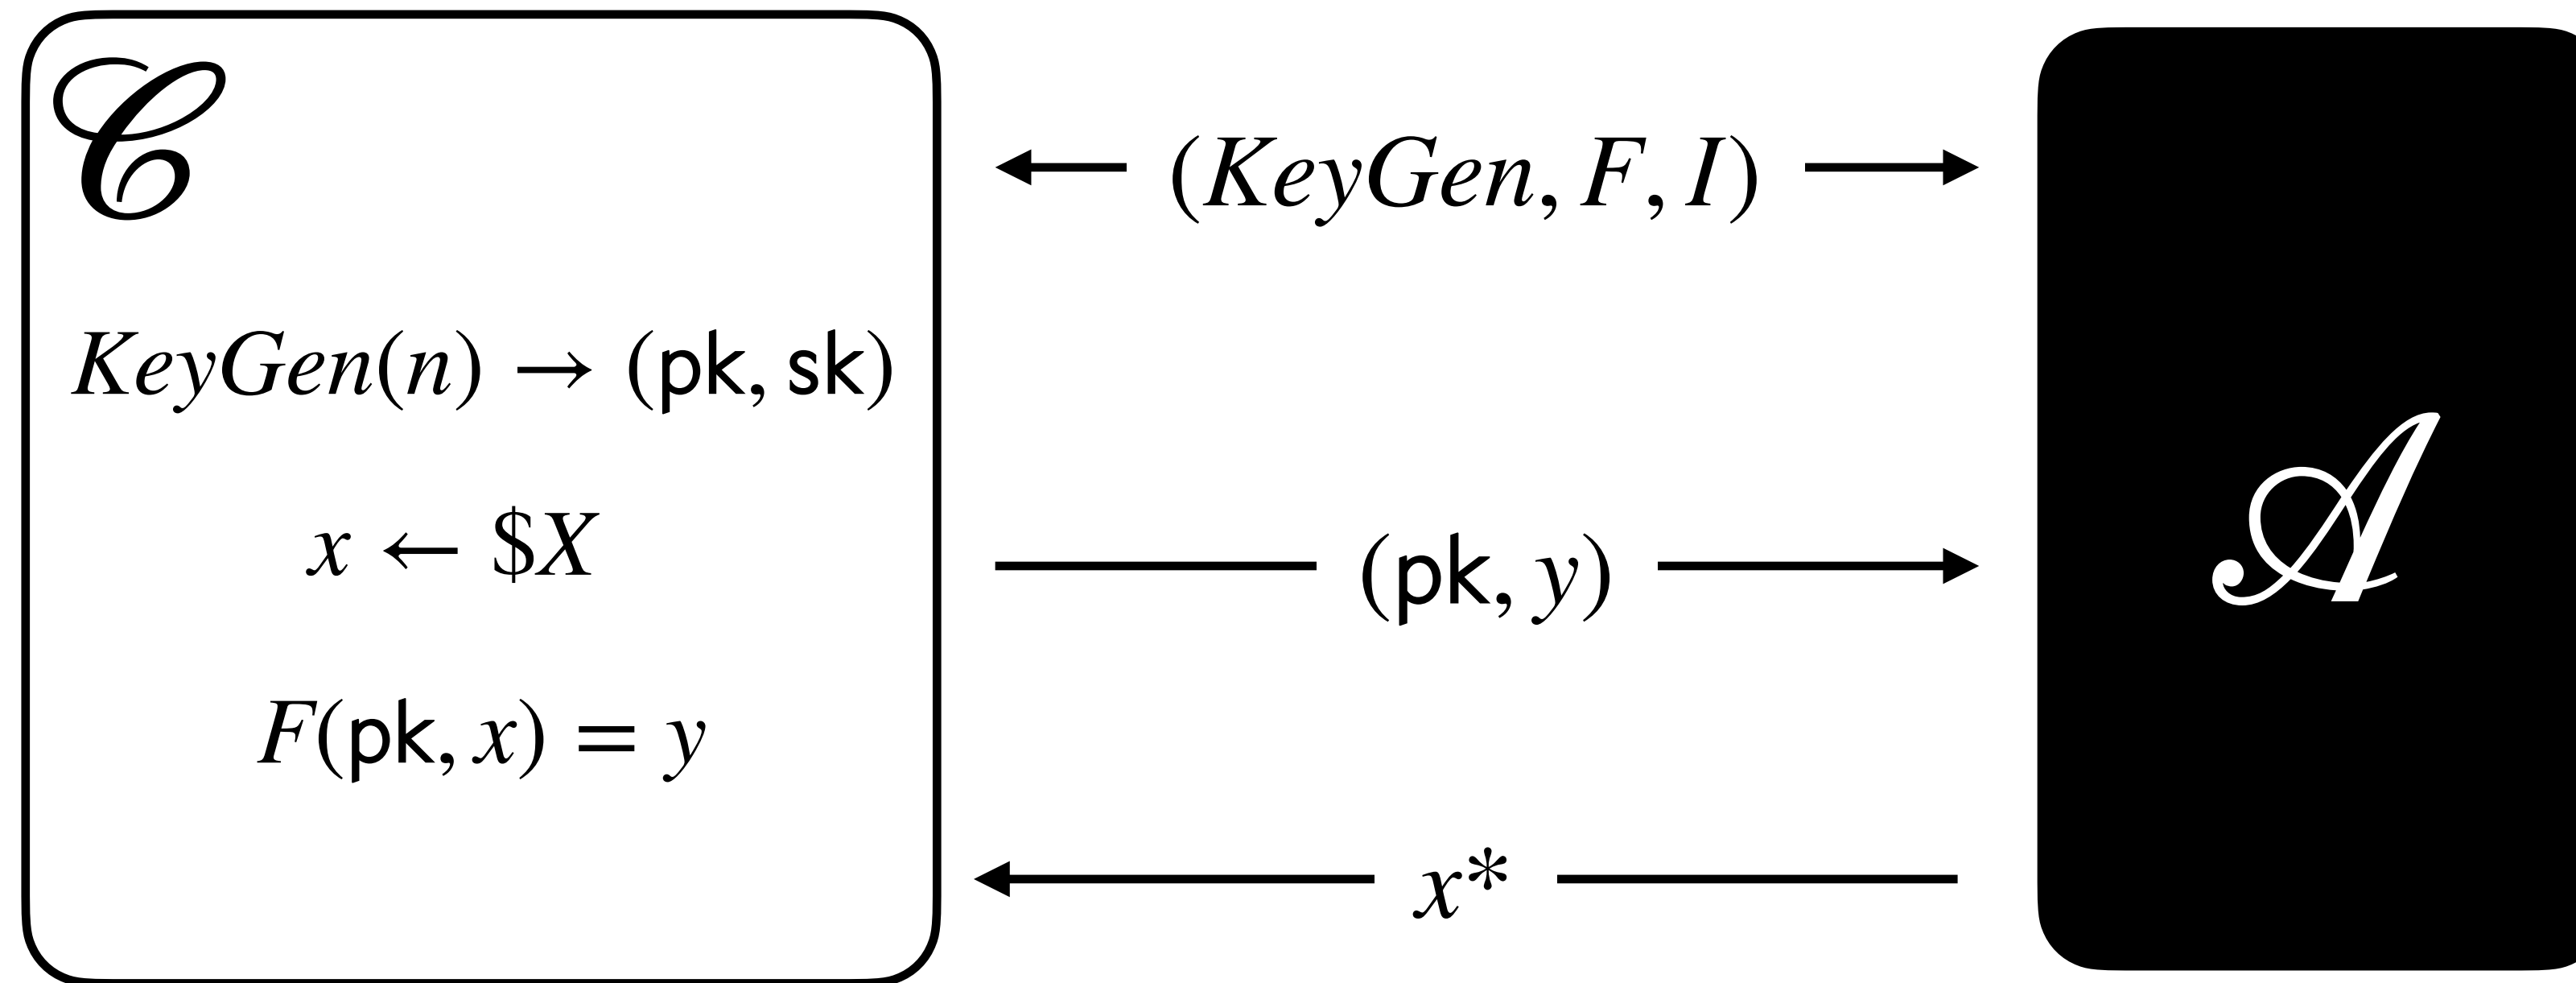 𝒞
(KeyGen, F, I)
KeyGen(n) → (pk, sk)
x ← $X
(pk, y)
𝒜
F(pk, x) = y
x*